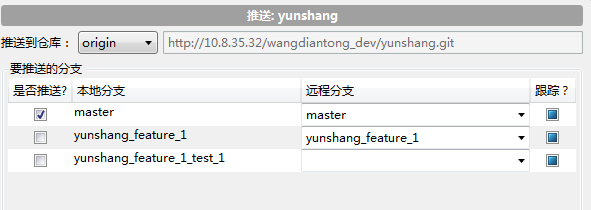 推送: yunshang
推送到仓库： origin http://10.8.35.32/wangdiantong_dev/yunshang.git
要推送的分支
是否推送? 本地分支 远程分支 跟踪？
master master
yunshang_feature_1 yunshang_feature_1
yunshang_feature_1_test_1